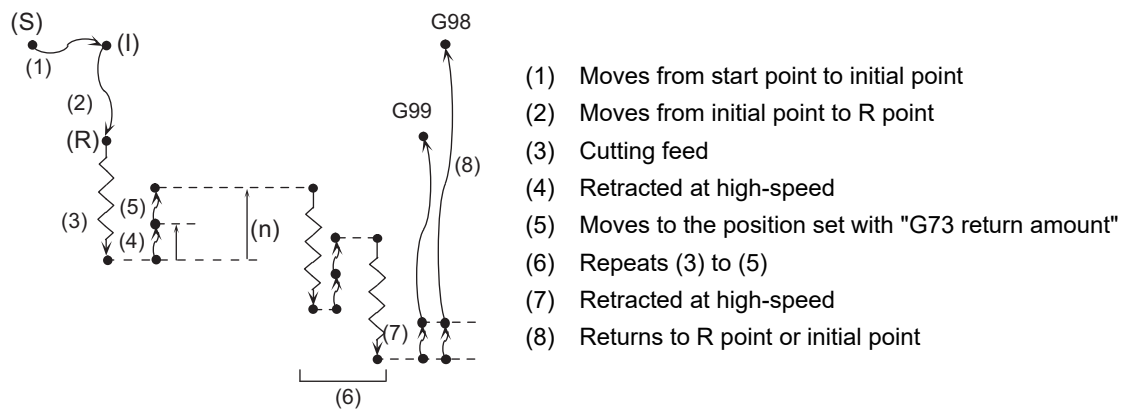 (S)
(I)
(1)
(2)
(R)
(3)
(5)
(4)
(n)
(6)
(7)
G99
G98
(8)
(1) Moves from start point to initial point
(2) Moves from initial point to R point
(3) Cutting feed
(4) Retracted at high-speed
(5) Moves to the position set with "G73 return amount"
(6) Repeats (3) to (5)
(7) Retracted at high-speed
(8) Returns to R point or initial point